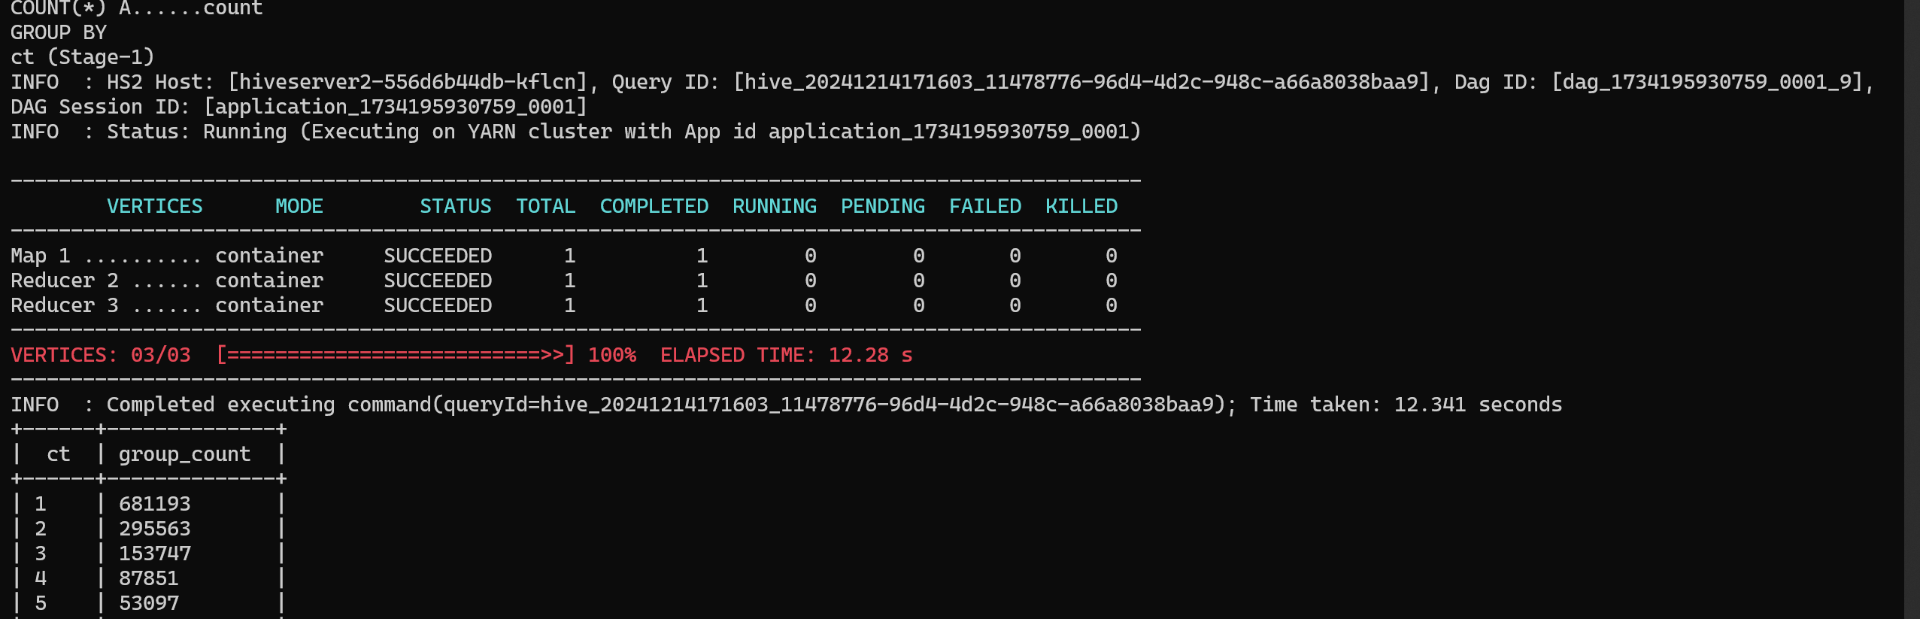 COUNT(*) A......count
GROUP BY
ct (Stage-1)
INFO  : HS2 Host: [hiveserver2-556d6b44db-kflcn], Query ID: [hive_20241214171603_11478776-96d4-4d2c-948c-a66a8038baa9], Dag ID: [dag_1734195930759_0001_9],
DAG Session ID: [application_1734195930759_0001]
INFO  : Status: Running (Executing on YARN cluster with App id application_1734195930759_0001)
----------------------------------------------------------------------------------------------
        VERTICES      MODE        STATUS  TOTAL  COMPLETED  RUNNING  PENDING  FAILED  KILLED
----------------------------------------------------------------------------------------------
Map 1 .......... container     SUCCEEDED      1          1        0        0       0       0
Reducer 2 ...... container     SUCCEEDED      1          1        0        0       0       0
Reducer 3 ...... container     SUCCEEDED      1          1        0        0       0       0
----------------------------------------------------------------------------------------------
VERTICES: 03/03  [==========================>>] 100%  ELAPSED TIME: 12.28 s
----------------------------------------------------------------------------------------------
INFO  : Completed executing command(queryId=hive_20241214171603_11478776-96d4-4d2c-948c-a66a8038baa9); Time taken: 12.341 seconds
+------+--------------+
|  ct  | group_count  |
+------+--------------+
| 1    | 681193       |
| 2    | 295563       |
| 3    | 153747       |
| 4    | 87851        |
| 5    | 53097        |